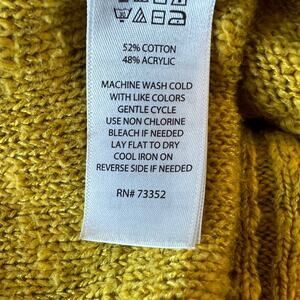 52% COTTON
48% ACRYLIC
MACHINE WASH COLD
WITH LIKE COLORS
GENTLE CYCLE
USE NON CHLORINE
BLEACH IF NEEDED
LAY FLAT TO DRY
COOL IRON ON
REVERSE SIDE IF NEEDED
RN# 73352